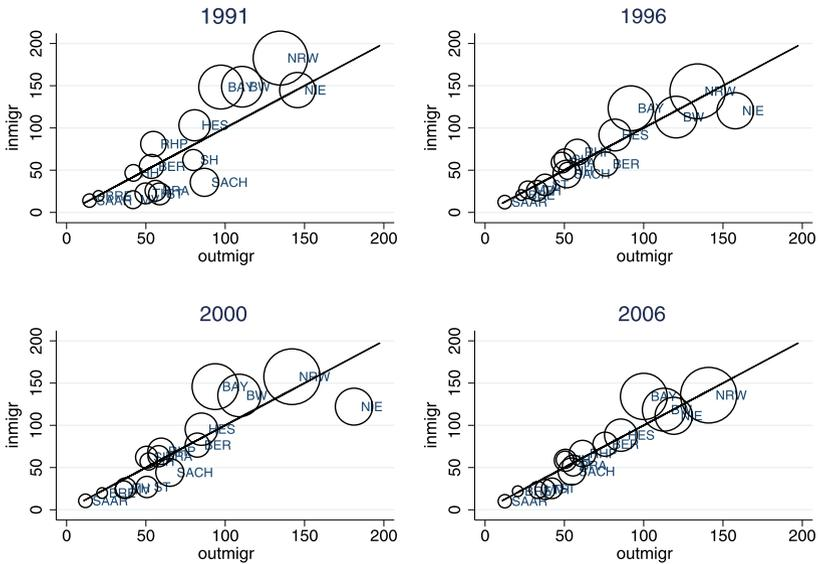 1991
200
150
100
50
0
inmigr
NRW
BAY
BW
NIE
HES
RHP
BER
SH
SACH
SAAR
0 50 100 150 200
outmigr
1996
200
150
100
50
0
inmigr
NRW
BAY
BW
NIE
HES
BER
SACH
SAAR
0 50 100 150 200
outmigr
2000
200
150
100
50
0
inmigr
NRW
BAY
BW
NIE
HES
BER
SACH
ST
SAAR
0 50 100 150 200
outmigr
2006
200
150
100
50
0
inmigr
NRW
BAY
NIE
HES
RHP
SACH
SAAR
0 50 100 150 200
outmigr